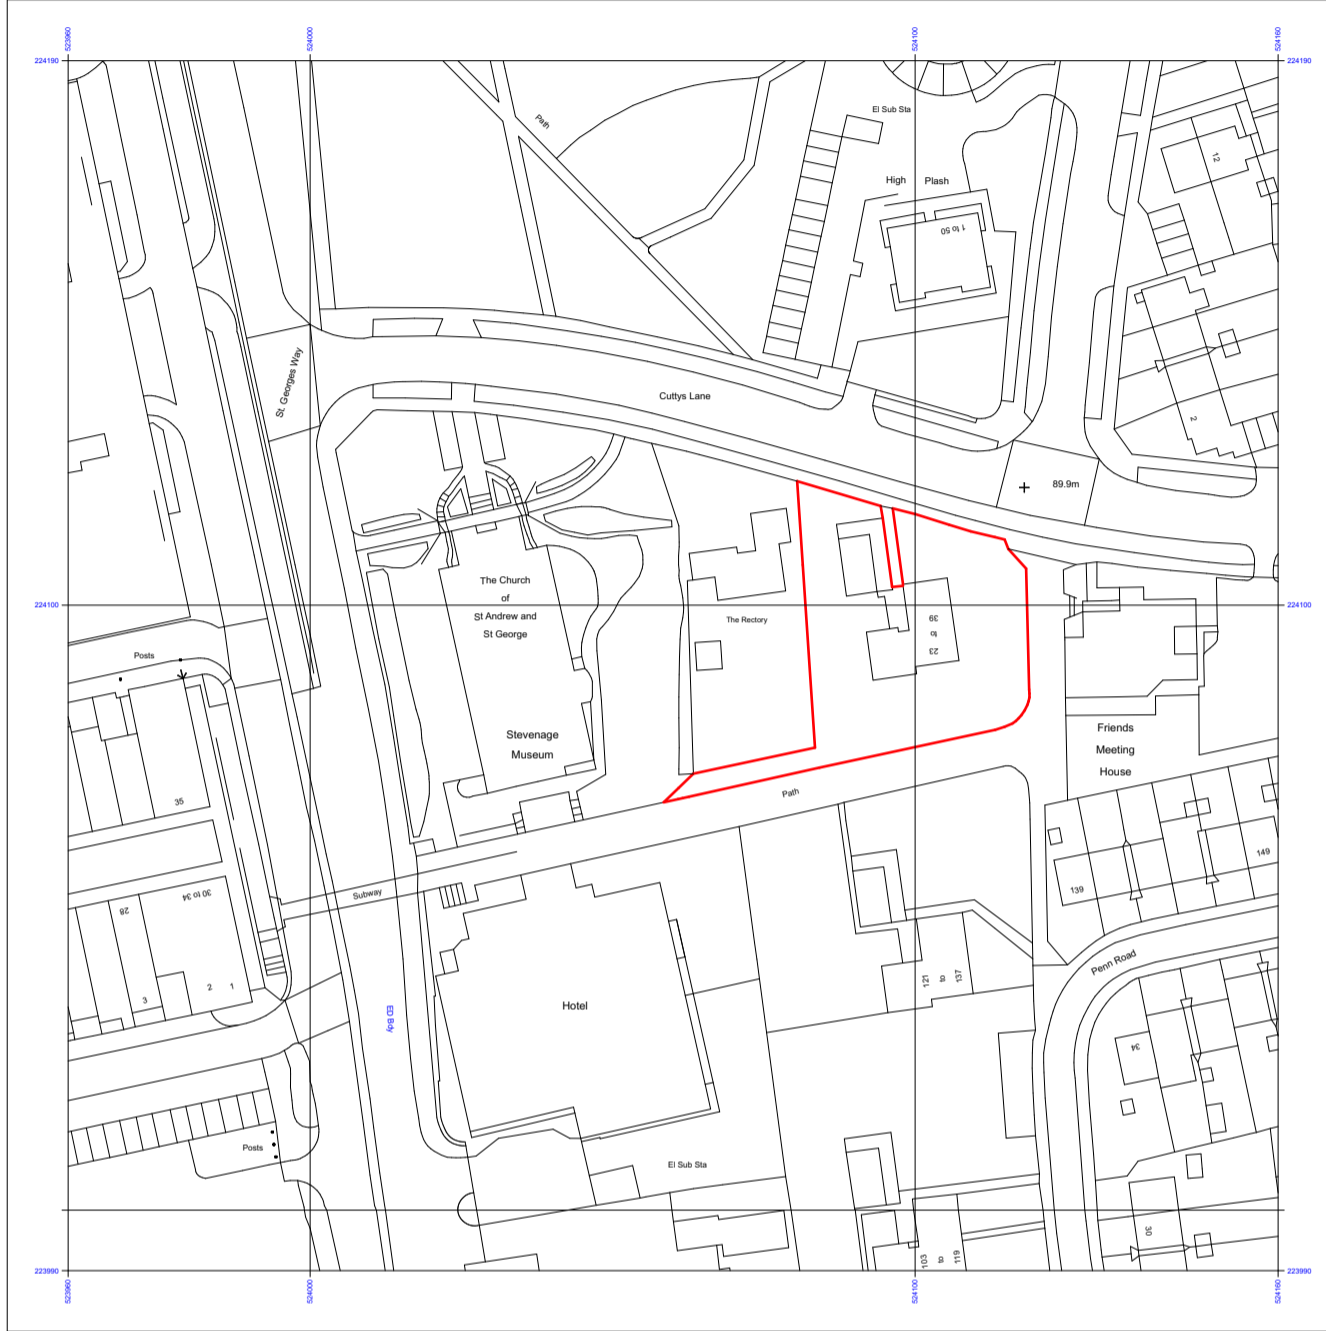 523960
524000
524100
524160
224190
224190
El Sub Sta
Path
High Plash
12
1 to 50
St. Georges Way
Cuttys Lane
2
89.9m
The Church
of
St Andrew and
St George
224100
224100
The Rectory
39
to
23
Posts
Stevenage
Museum
Friends
Meeting
House
Path
35
149
139
Subway
30 to 34
28
Penn Road
121
to
137
3
2
1
Hotel
ED Bdy
34
Posts
El Sub Sta
30
103
to
119
223990
223990
523960
524000
524100
524160